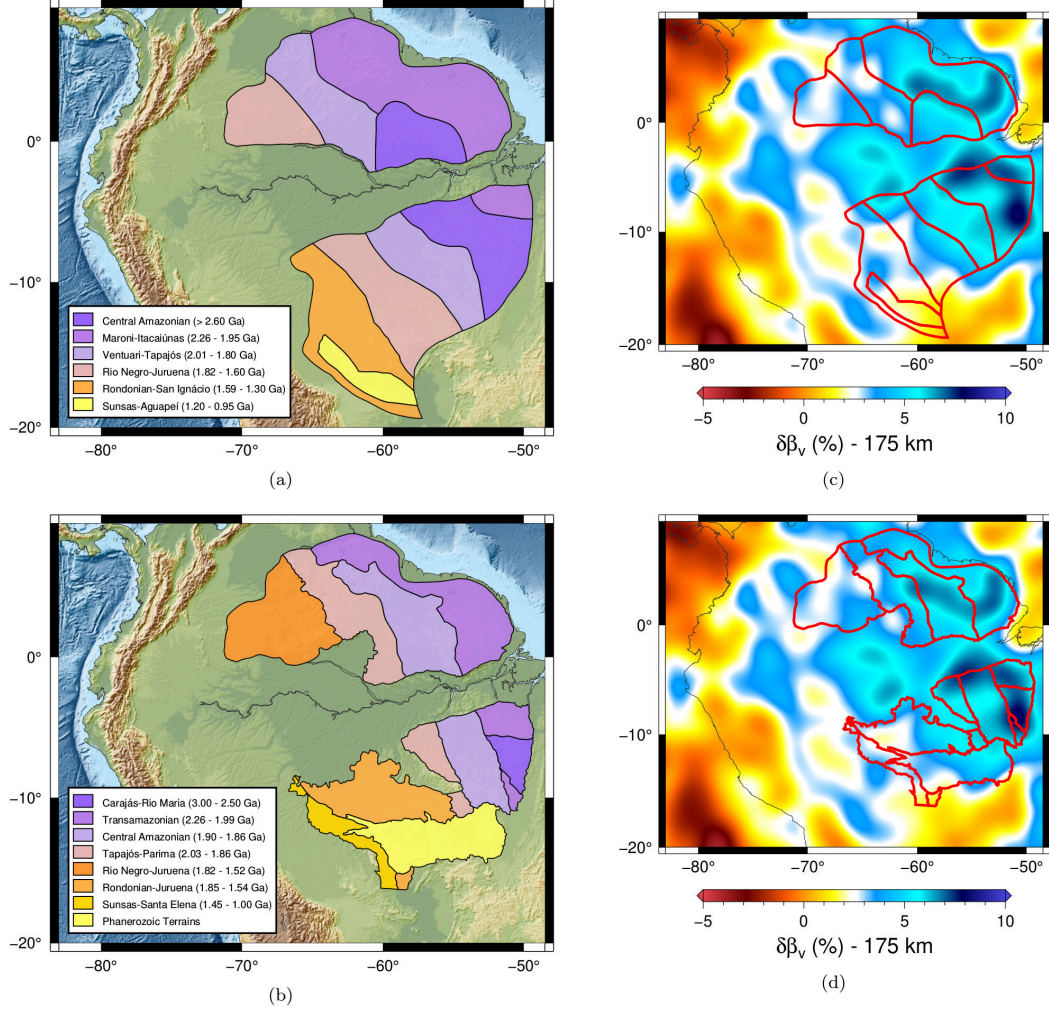 0°
−10°
−20°
−80°
−70°
−60°
−50°
Central Amazonian (> 2.60 Ga)
Maroni-Itacaiúnas (2.26 - 1.95 Ga)
Ventuari-Tapajós (2.01 - 1.80 Ga)
Rio Negro-Juruena (1.82 - 1.60 Ga)
Rondonian-San Ignácio (1.59 - 1.30 Ga)
Sunsas-Aguapeí (1.20 - 0.95 Ga)
(a)
0°
−10°
−20°
−80°
−70°
−60°
−50°
−5
0
5
10
δβv (%) - 175 km
(c)
0°
−10°
−20°
−80°
−70°
−60°
−50°
Carajás-Rio Maria (3.00 - 2.50 Ga)
Transamazonian (2.26 - 1.99 Ga)
Central Amazonian (1.90 - 1.86 Ga)
Tapajós-Parima (2.03 - 1.86 Ga)
Rio Negro-Juruena (1.82 - 1.52 Ga)
Rondonian-Juruena (1.85 - 1.54 Ga)
Sunsas-Santa Elena (1.45 - 1.00 Ga)
Phanerozoic Terrains
(b)
0°
−10°
−20°
−80°
−70°
−60°
−50°
−5
0
5
10
δβv (%) - 175 km
(d)